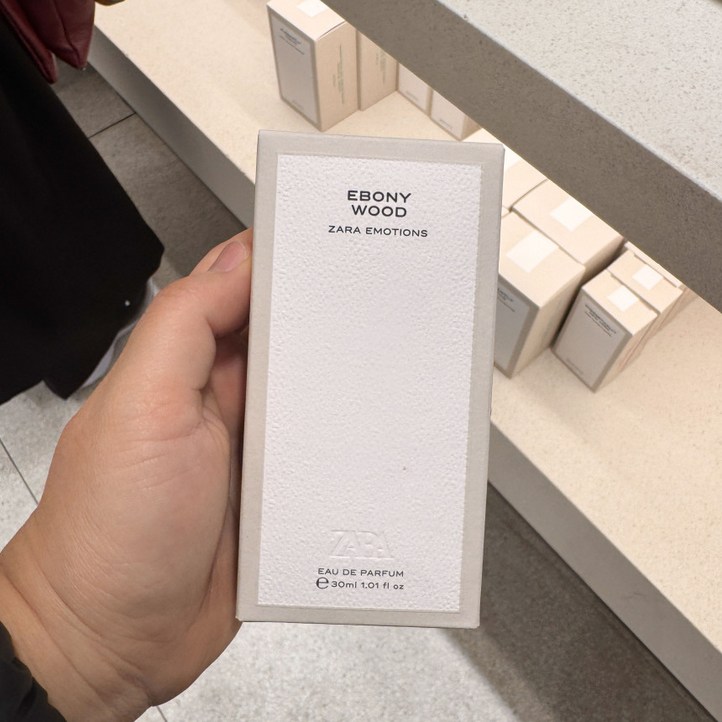 EBONY
WOOD
ZARA EMOTIONS
ZARA
EAU DE PARFUM
℮30ml 1.01 fl oz